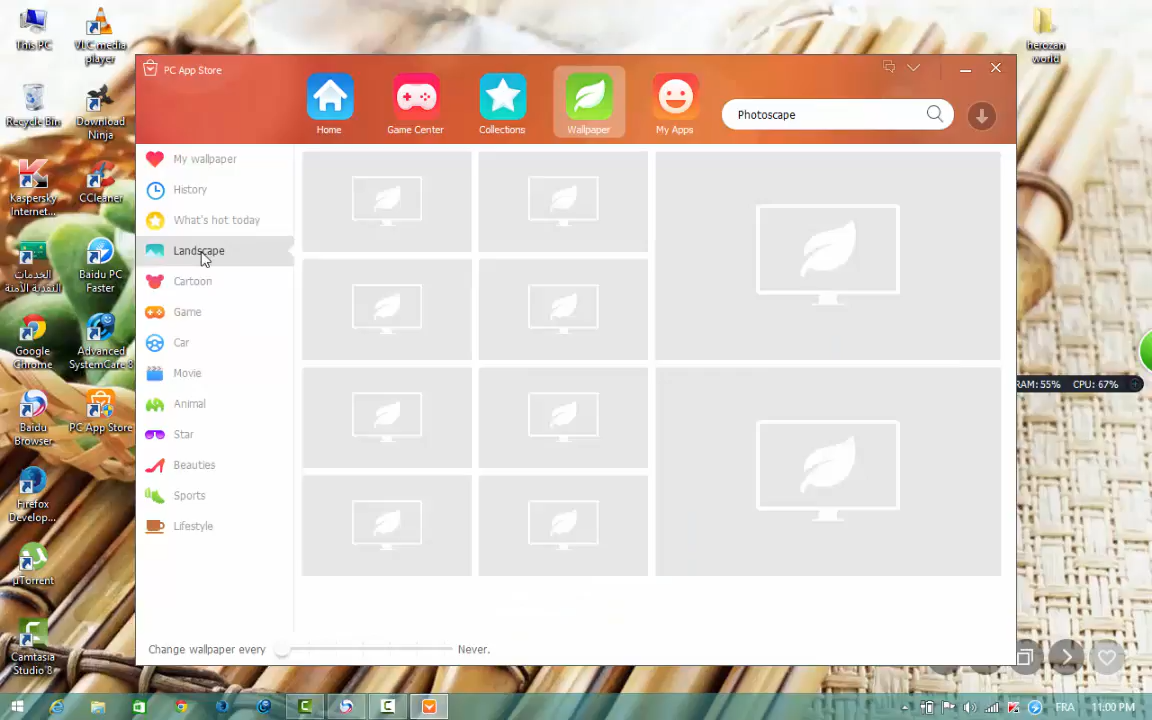 This PC
VLC media
player
Recycle Bin
Download
Ninja
Kaspersky
Internet...
CCleaner
الخدمات
النقدية الآمنة
Baidu PC
Faster
Google
Chrome
Advanced
SystemCare 8
Baidu
Browser
PC App Store
Firefox
Develop...
µTorrent
Camtasia
Studio 8
herozan
world
PC App Store
Home
Game Center
Collections
Wallpaper
My Apps
Photoscape
My wallpaper
History
What's hot today
Landscape
Cartoon
Game
Car
Movie
Animal
Star
Beauties
Sports
Lifestyle
Change wallpaper every
Never.
RAM: 55% CPU: 67%
FRA
11:00 PM